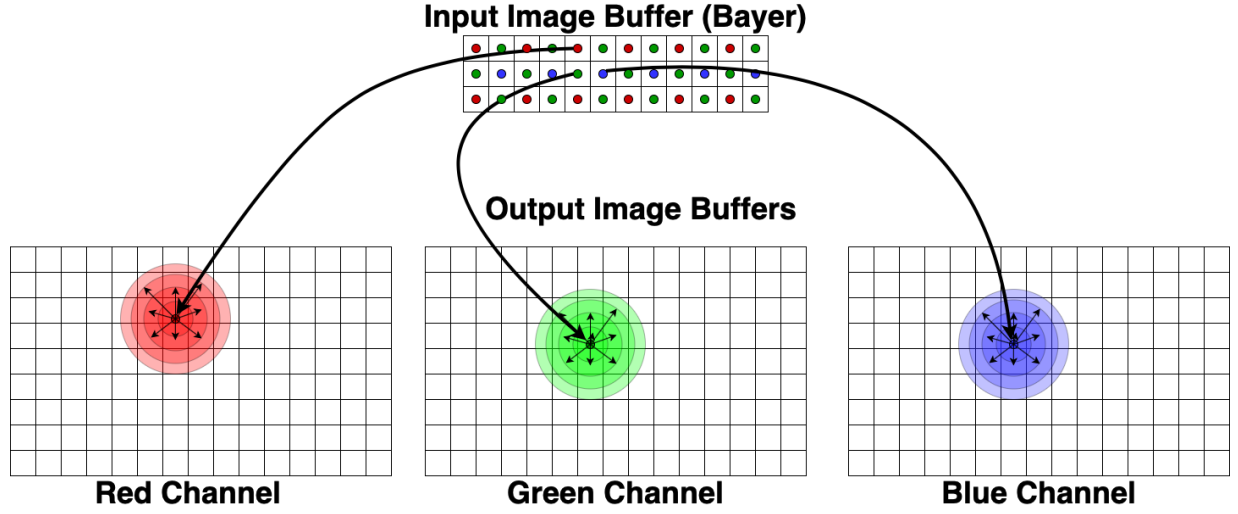 Input Image Buffer (Bayer)
Output Image Buffers
Red Channel
Green Channel
Blue Channel